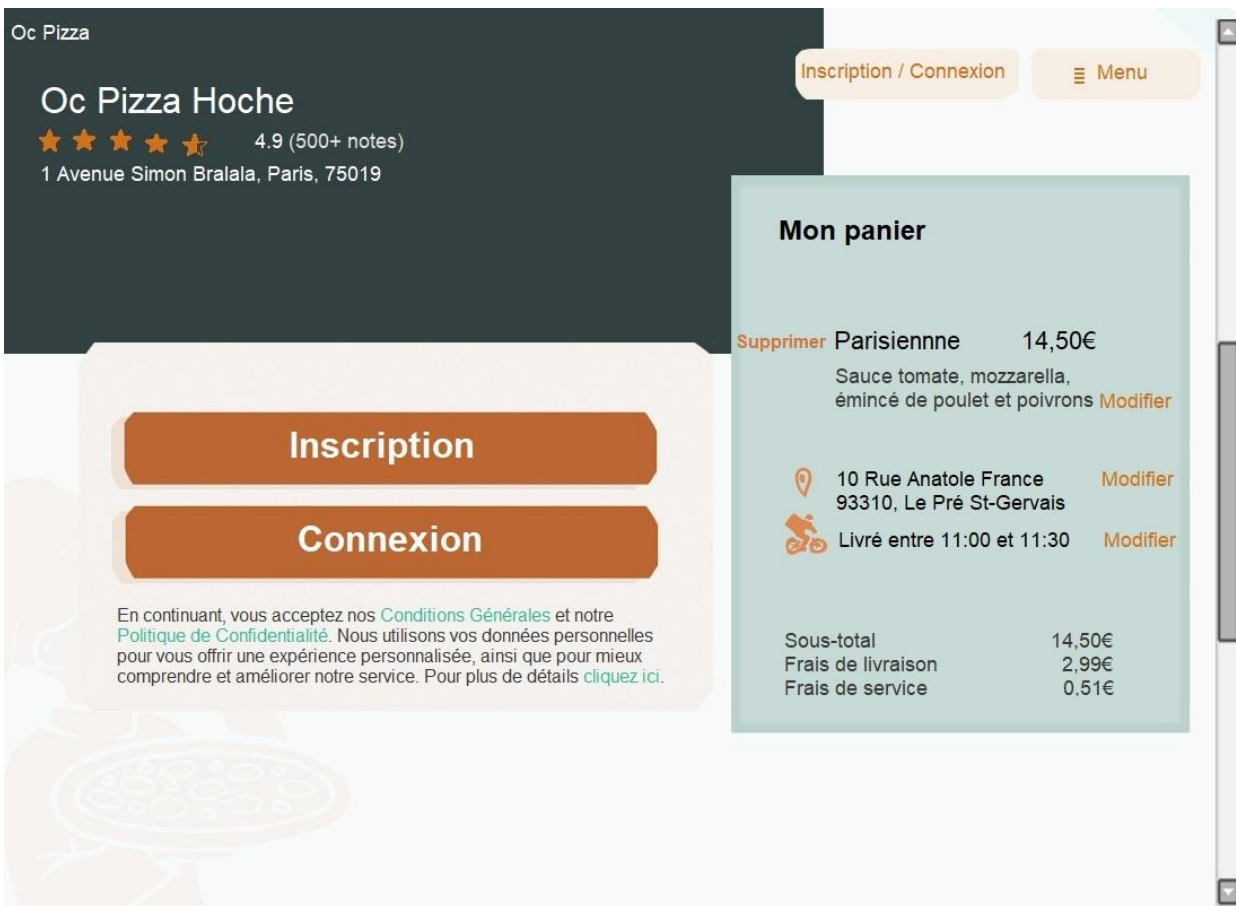 Oc Pizza
Inscription / Connexion
Menu
Oc Pizza Hoche
4.9 (500+ notes)
1 Avenue Simon Bralala, Paris, 75019
Mon panier
Supprimer Parisiennne 14,50€
Sauce tomate, mozzarella,
émincé de poulet et poivrons Modifier
10 Rue Anatole France Modifier
93310, Le Pré St-Gervais
Livré entre 11:00 et 11:30 Modifier
Sous-total 14,50€
Frais de livraison 2,99€
Frais de service 0,51€
Inscription
Connexion
En continuant, vous acceptez nos Conditions Générales et notre
Politique de Confidentialité. Nous utilisons vos données personnelles
pour vous offrir une expérience personnalisée, ainsi que pour mieux
comprendre et améliorer notre service. Pour plus de détails cliquez ici.